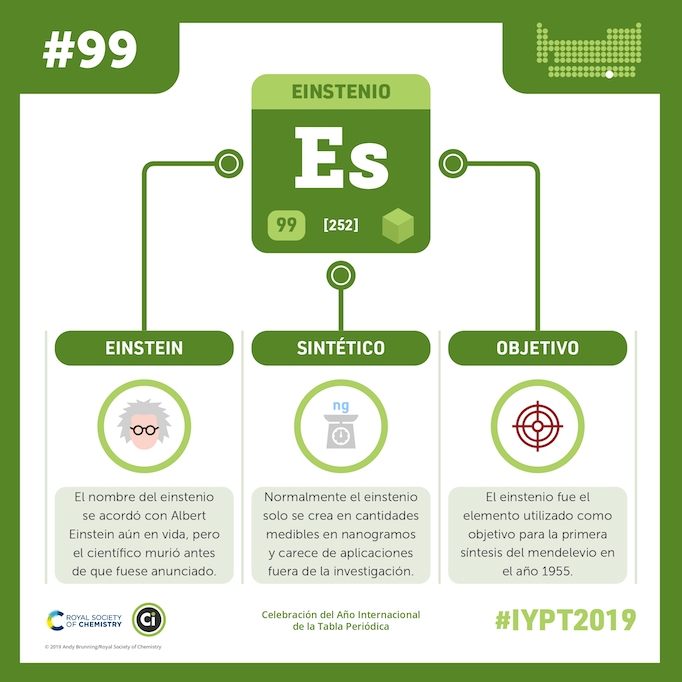 #99
EINSTENIO
Es
99
[252]
EINSTEIN
SINTÉTICO
OBJETIVO
ng
El nombre del einstenio
se acordó con Albert
Einstein aún en vida, pero
el científico murió antes
de que fuese anunciado.
Normalmente el einstenio
solo se crea en cantidades
medibles en nanogramos
y carece de aplicaciones
fuera de la investigación.
El einstenio fue el
elemento utilizado como
objetivo para la primera
síntesis del mendelevio en
el año 1955.
ROYAL SOCIETY
OF CHEMISTRY
Ci
Celebración del Año Internacional
de la Tabla Periódica
#IYPT2019
© 2019 Andy Brunning/Royal Society of Chemistry